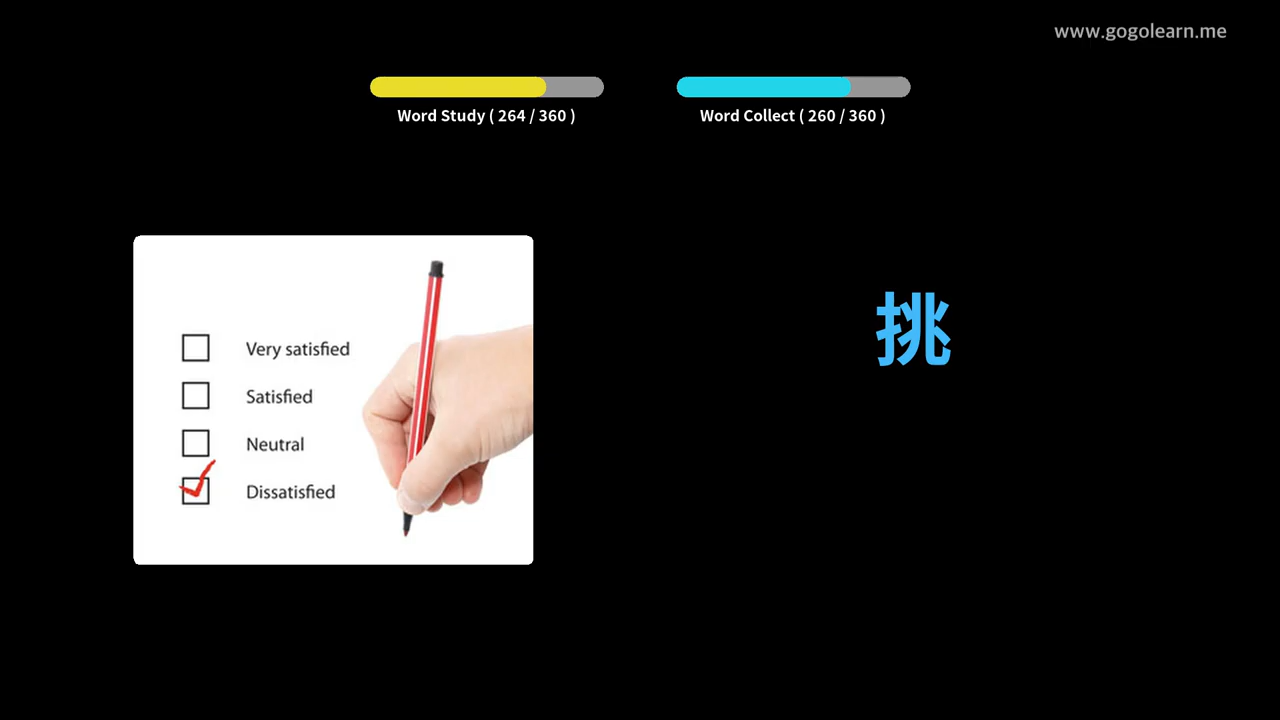 www.gogolearn.me
Word Study ( 264 / 360 )
Word Collect ( 260 / 360 )
Very satisfied
Satisfied
Neutral
Dissatisfied
挑